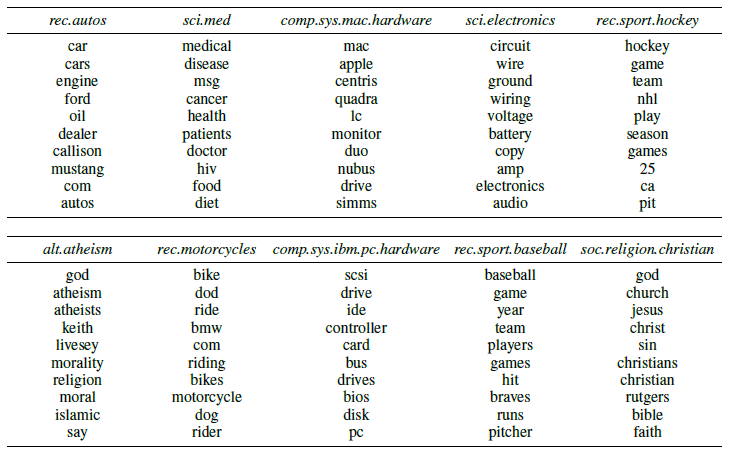 rec.autos sci.med comp.sys.mac.hardware sci.electronics rec.sport.hockey
car medical mac circuit hockey
cars disease apple wire game
engine msg centris ground team
ford cancer quadra wiring nhl
oil health lc voltage play
dealer patients monitor battery season
callison doctor duo copy games
mustang hiv nubus amp 25
com food drive electronics ca
autos diet simms audio pit
alt.atheism rec.motorcycles comp.sys.ibm.pc.hardware rec.sport.baseball soc.religion.christian
god bike scsi baseball god
atheism dod drive game church
atheists ride ide year jesus
keith bmw controller team christ
livesey com card players sin
morality riding bus games christians
religion bikes drives hit christian
moral motorcycle bios braves rutgers
islamic dog disk runs bible
say rider pc pitcher faith